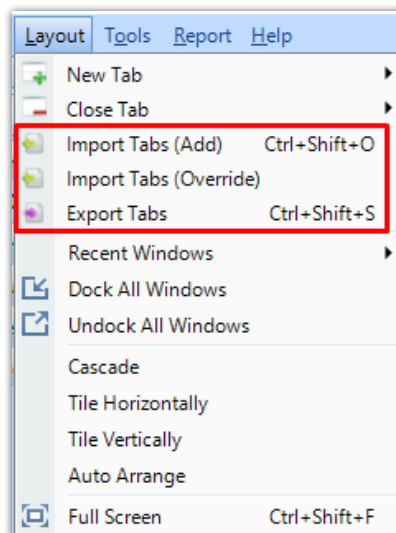 Layout Tools Report Help
New Tab
Close Tab
Import Tabs (Add) Ctrl+Shift+O
Import Tabs (Override)
Export Tabs Ctrl+Shift+S
Recent Windows
Dock All Windows
Undock All Windows
Cascade
Tile Horizontally
Tile Vertically
Auto Arrange
Full Screen Ctrl+Shift+F